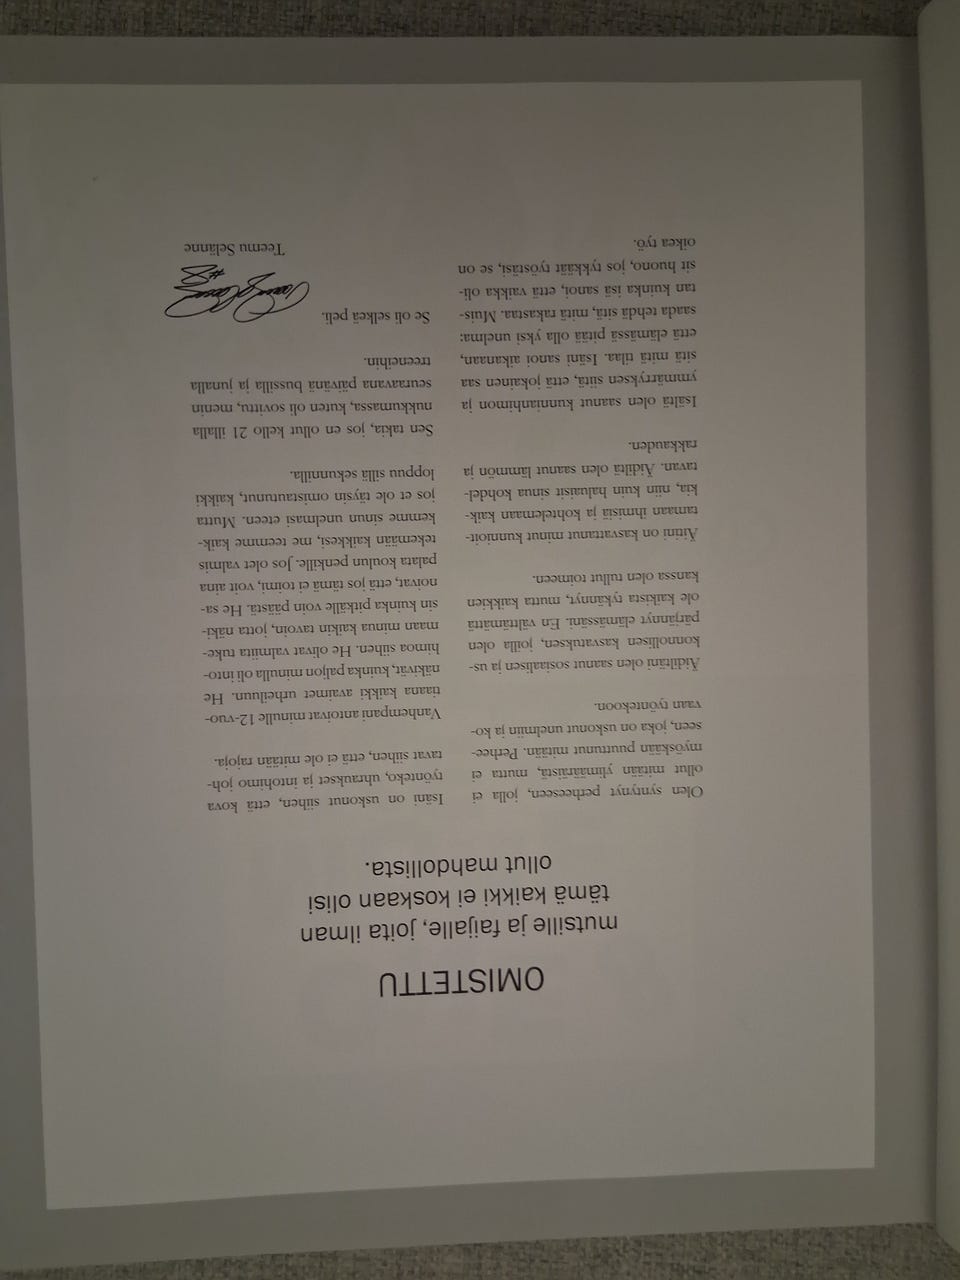 OMISTETTU
mutsille ja faijalle, joita ilman
tämä kaikki ei koskaan olisi
ollut mahdollista.
Olen syntynyt perheeseen, jolla ei
ollut mitään ylimääräistä, mutta ei
myöskään puuttunut mitään. Perhee-
seen, joka on uskonut unelmiin ja ko-
vaan työntekoon.
Äidiltäni olen saanut sosiaalisen ja us-
konnollisen kasvatuksen, joilla olen
pärjännyt elämässäni. En välttämättä
ole kaikista tykännyt, mutta kaikkien
kanssa olen tullut toimeen.
Äitini on kasvattanut minut kunnioit-
tamaan ihmisiä ja kohtelemaan kaik-
kia, niin kuin haluaisit sinua kohdel-
tavan. Äidiltä olen saanut lämmön ja
rakkauden.
Isältä olen saanut kunnianhimon ja
ymmärryksen siitä, että jokainen saa
sitä mitä tilaa. Isäni sanoi aikanaan,
että elämässä pitää olla yksi unelma:
saada tehdä sitä, mitä rakastaa. Muis-
tan kuinka isä sanoi, että vaikka oli-
sit huono, jos tykkäät työstäsi, se on
oikea työ.
Isäni on uskonut siihen, että kova
työnteko, uhraukset ja intohimo joh-
tavat siihen, että ei ole mitään rajoja.
Vanhempani antoivat minulle 12-vuo-
tiaana kaikki avaimet urheiluun. He
näkivät, kuinka paljon minulla oli into-
himoa siihen. He olivat valmiita tuke-
maan minua kaikin tavoin, jotta näki-
sin kuinka pitkälle voin päästä. He sa-
noivat, että jos tämä ei toimi, voit aina
palata koulun penkille. Jos olet valmis
tekemään kaikkesi, me teemme kaik-
kemme sinun unelmasi eteen. Mutta
jos et ole täysin omistautunut, kaikki
loppuu sillä sekunnilla.
Sen takia, jos en ollut kello 21 illalla
nukkumassa, kuten oli sovittu, menin
seuraavana päivänä bussilla ja junalla
treeneihin.
Se oli selkeä peli.
#8
Teemu Selänne